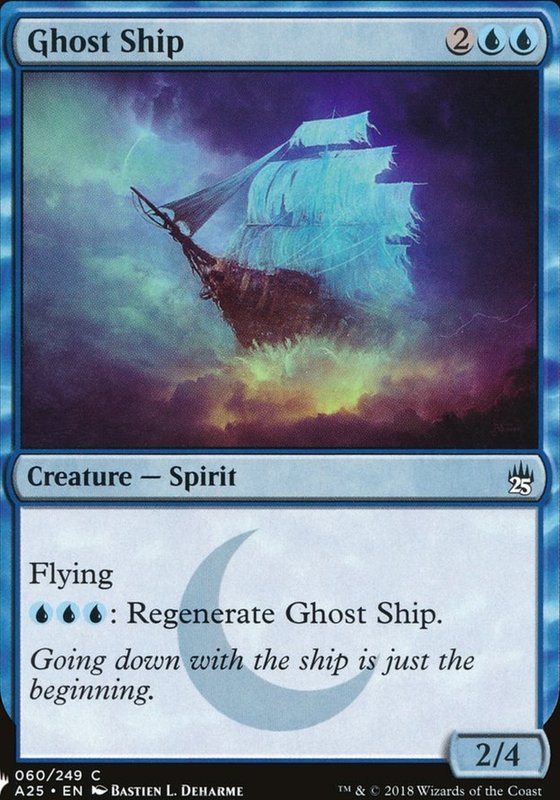 Ghost Ship 2
Creature — Spirit 25
Flying
: Regenerate Ghost Ship.
Going down with the ship is just the
beginning.
2/4
060/249 C
A25 • EN Bastien L. Deharme ™ & © 2018 Wizards of the Coast